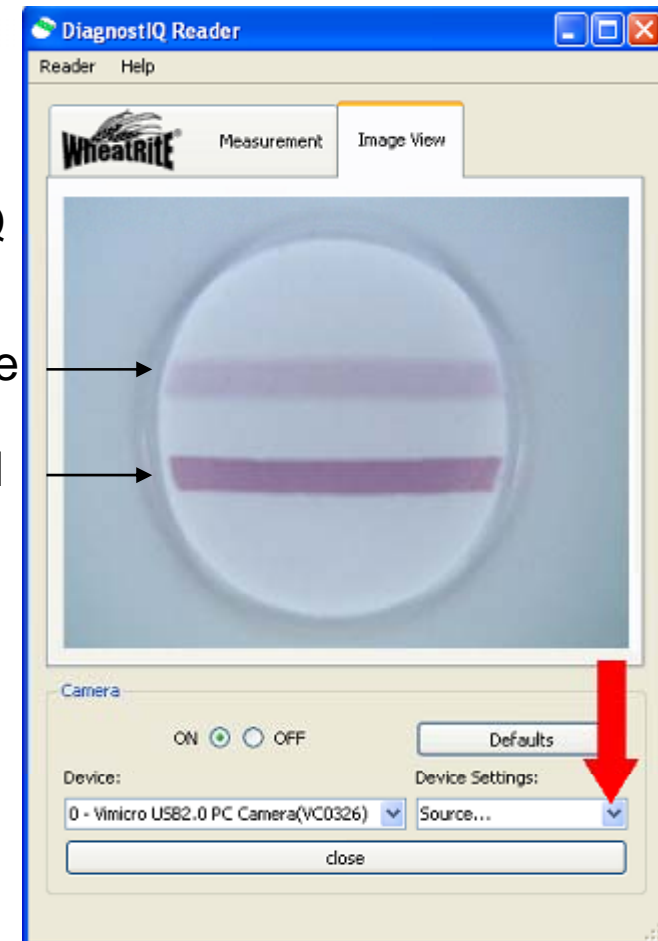 DiagnostIQ Reader
Reader Help
WheatRite®
Measurement
Image View
Q
e
l
Camera
ON OFF
Defaults
Device:
Device Settings:
0 - Vimicro USB2.0 PC Camera(VC0326)
Source...
close